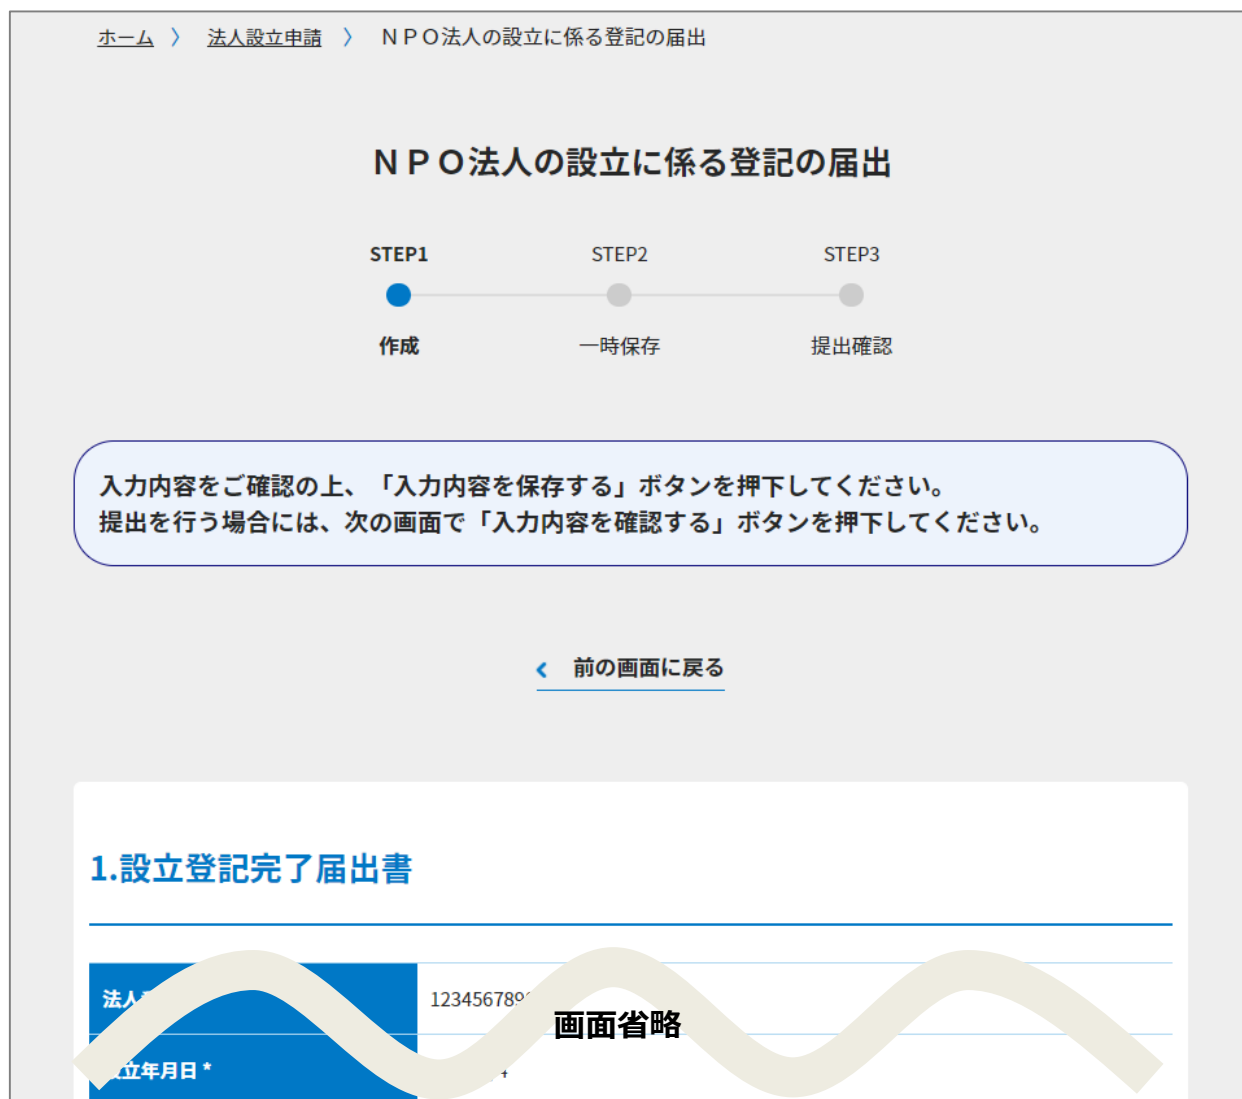 ホーム 〉 法人設立申請 〉 ＮＰＯ法人の設立に係る登記の届出
ＮＰＯ法人の設立に係る登記の届出
STEP1 STEP2 STEP3
作成 一時保存 提出確認
入力内容をご確認の上、「入力内容を保存する」ボタンを押下してください。
提出を行う場合には、次の画面で「入力内容を確認する」ボタンを押下してください。
前の画面に戻る
1.設立登記完了届出書
法人 123456789
画面省略
立年月日 *